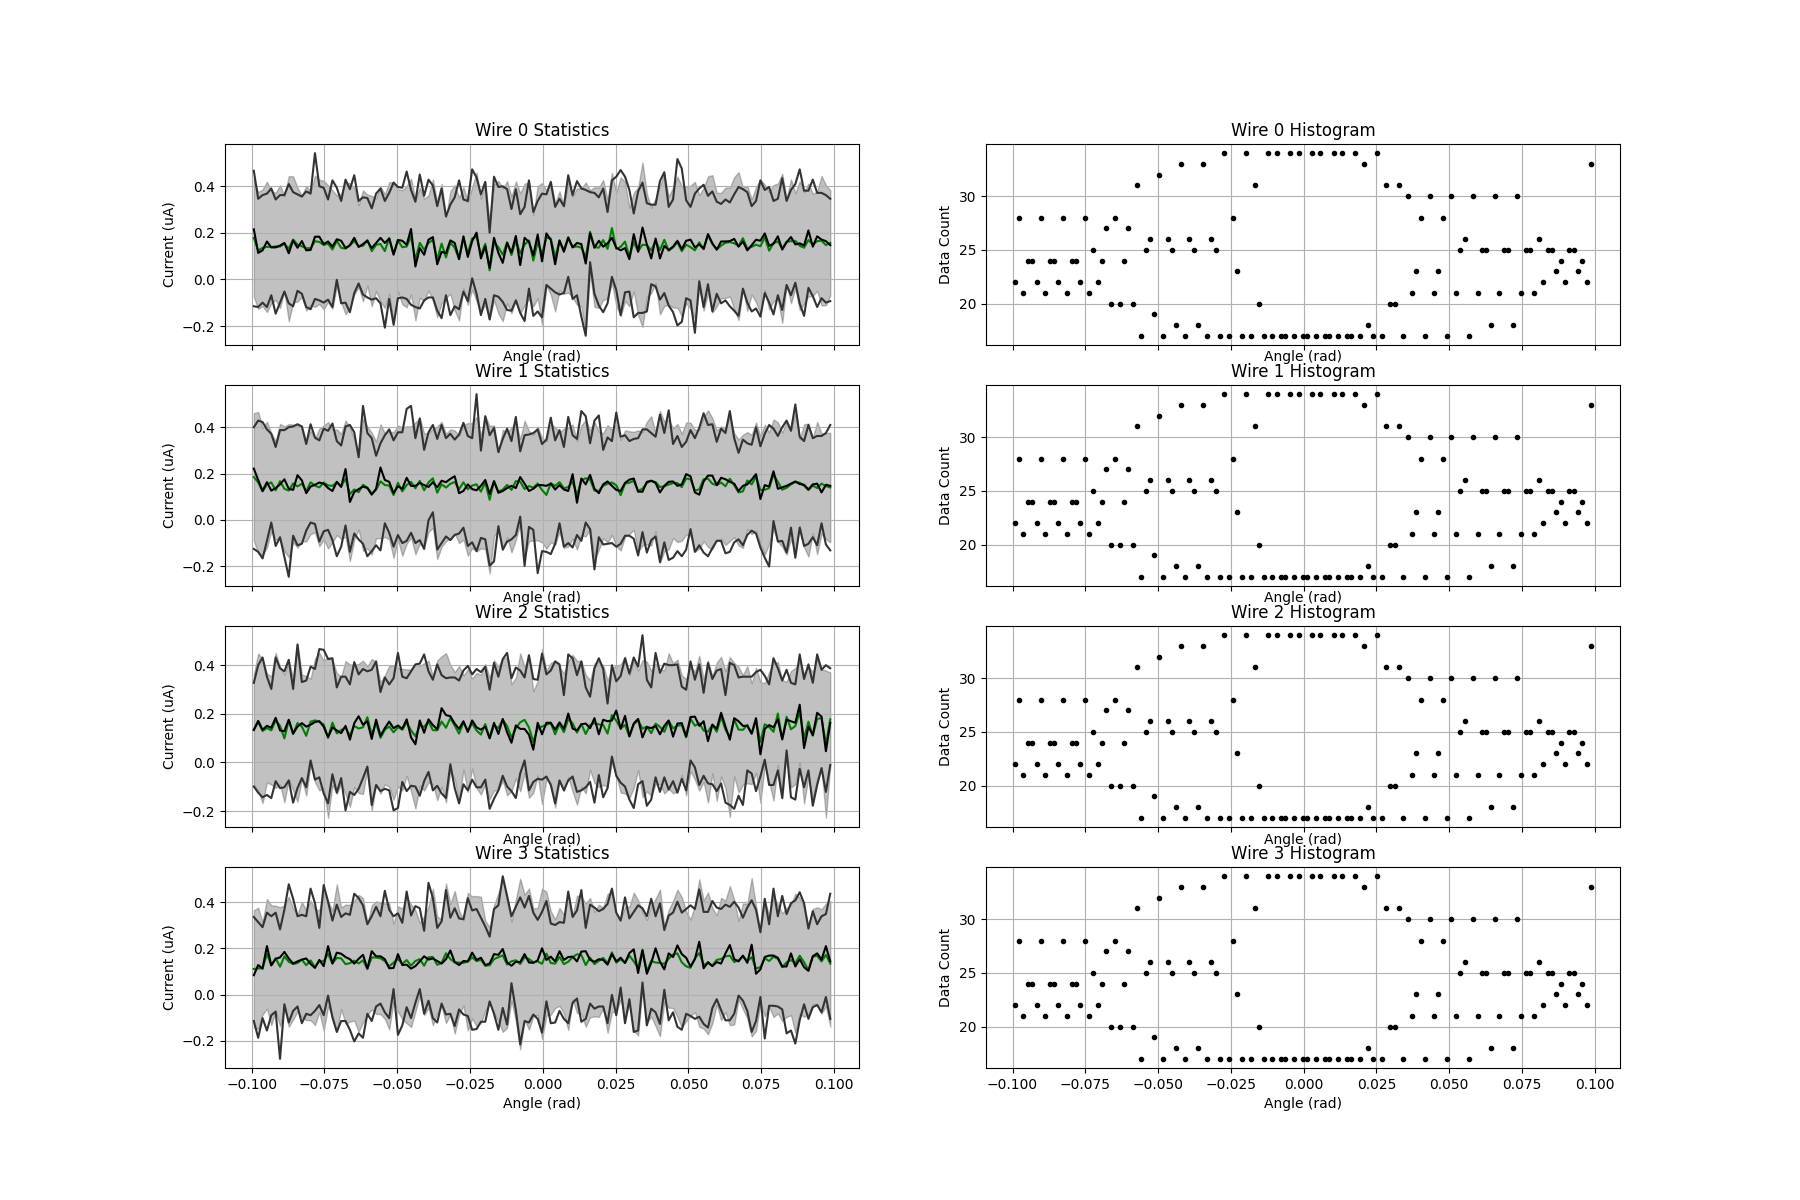 Wire 0 Statistics
Current (uA)
0.4
0.2
0.0
−0.2
Angle (rad)
Wire 0 Histogram
Data Count
30
25
20
Angle (rad)
Wire 1 Statistics
Current (uA)
0.4
0.2
0.0
−0.2
Angle (rad)
Wire 1 Histogram
Data Count
30
25
20
Angle (rad)
Wire 2 Statistics
Current (uA)
0.4
0.2
0.0
−0.2
Angle (rad)
Wire 2 Histogram
Data Count
30
25
20
Angle (rad)
Wire 3 Statistics
Current (uA)
0.4
0.2
0.0
−0.2
−0.100 −0.075 −0.050 −0.025 0.000 0.025 0.050 0.075 0.100
Angle (rad)
Wire 3 Histogram
Data Count
30
25
20
−0.100 −0.075 −0.050 −0.025 0.000 0.025 0.050 0.075 0.100
Angle (rad)